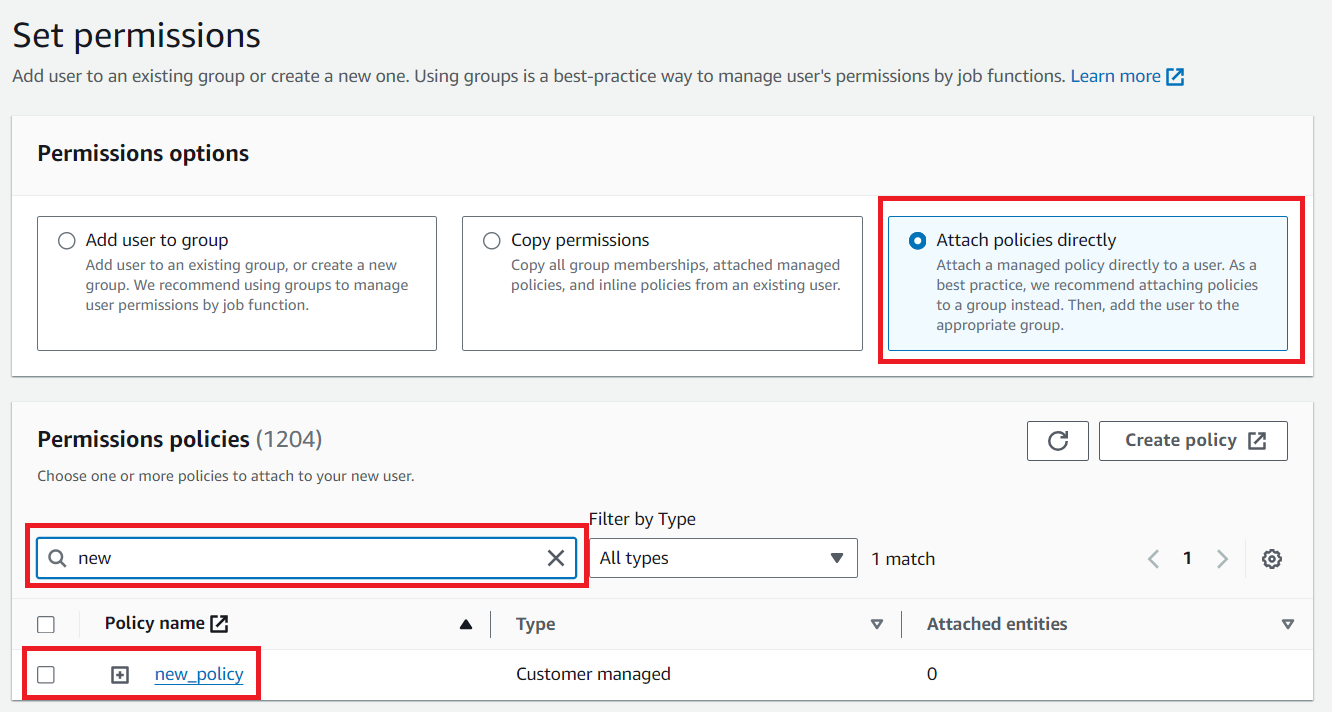 Set permissions
Add user to an existing group or create a new one. Using groups is a best-practice way to manage user's permissions by job functions. Learn more
Permissions options
Add user to group
Add user to an existing group, or create a new
group. We recommend using groups to manage
user permissions by job function.
Copy permissions
Copy all group memberships, attached managed
policies, and inline policies from an existing user.
Attach policies directly
Attach a managed policy directly to a user. As a
best practice, we recommend attaching policies
to a group instead. Then, add the user to the
appropriate group.
Permissions policies (1204)
Create policy
Choose one or more policies to attach to your new user.
Filter by Type
new
All types
1 match
1
Policy name
Type
Attached entities
new_policy
Customer managed
0